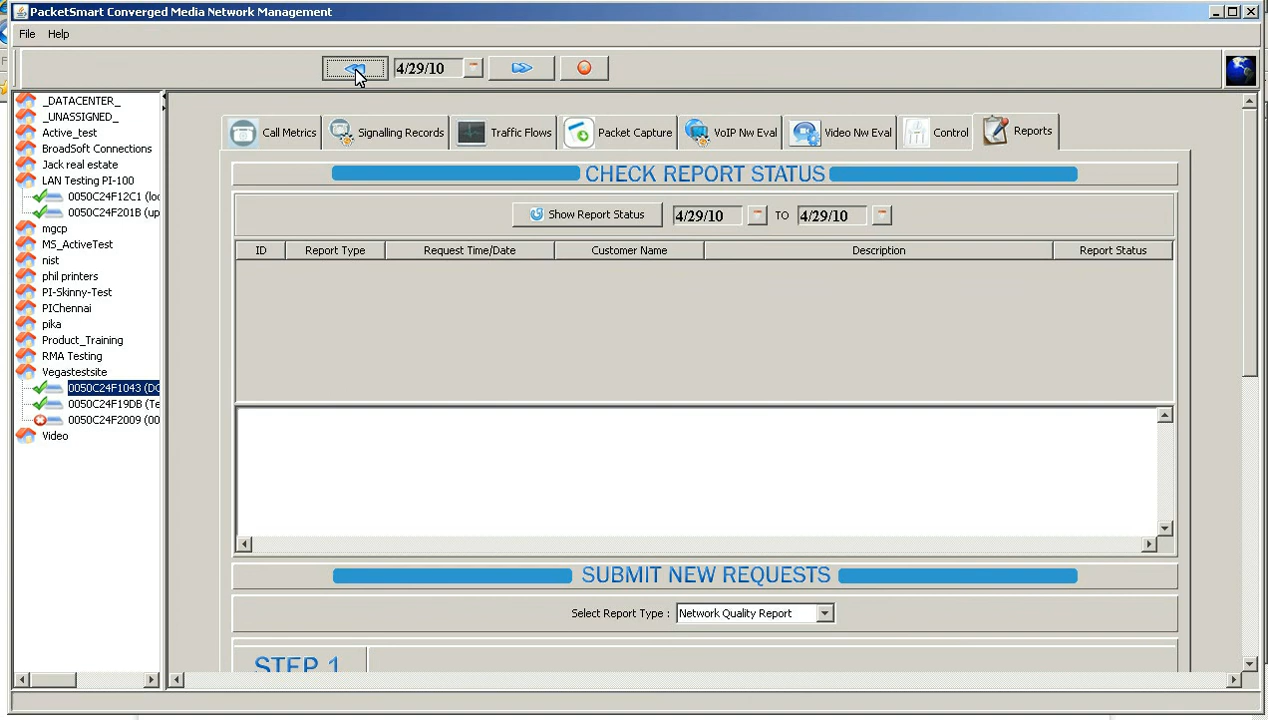 PacketSmart Converged Media Network Management
File Help
4/29/10
_DATACENTER_
_UNASSIGNED_
Active_test
BroadSoft Connections
Jack real estate
LAN Testing PI-100
0050C24F12C1 (loc
0050C24F201B (up
mgcp
MS_ActiveTest
nist
phil printers
PI-Skinny-Test
PIChennai
pika
Product_Training
RMA Testing
Vegastestsite
0050C24F1043 (DC
0050C24F19DB (Te
0050C24F2009 (00
Video
Call Metrics Signalling Records Traffic Flows Packet Capture VoIP Nw Eval Video Nw Eval Control Reports
CHECK REPORT STATUS
Show Report Status 4/29/10 TO 4/29/10
ID Report Type Request Time/Date Customer Name Description Report Status
SUBMIT NEW REQUESTS
Select Report Type : Network Quality Report
STEP 1